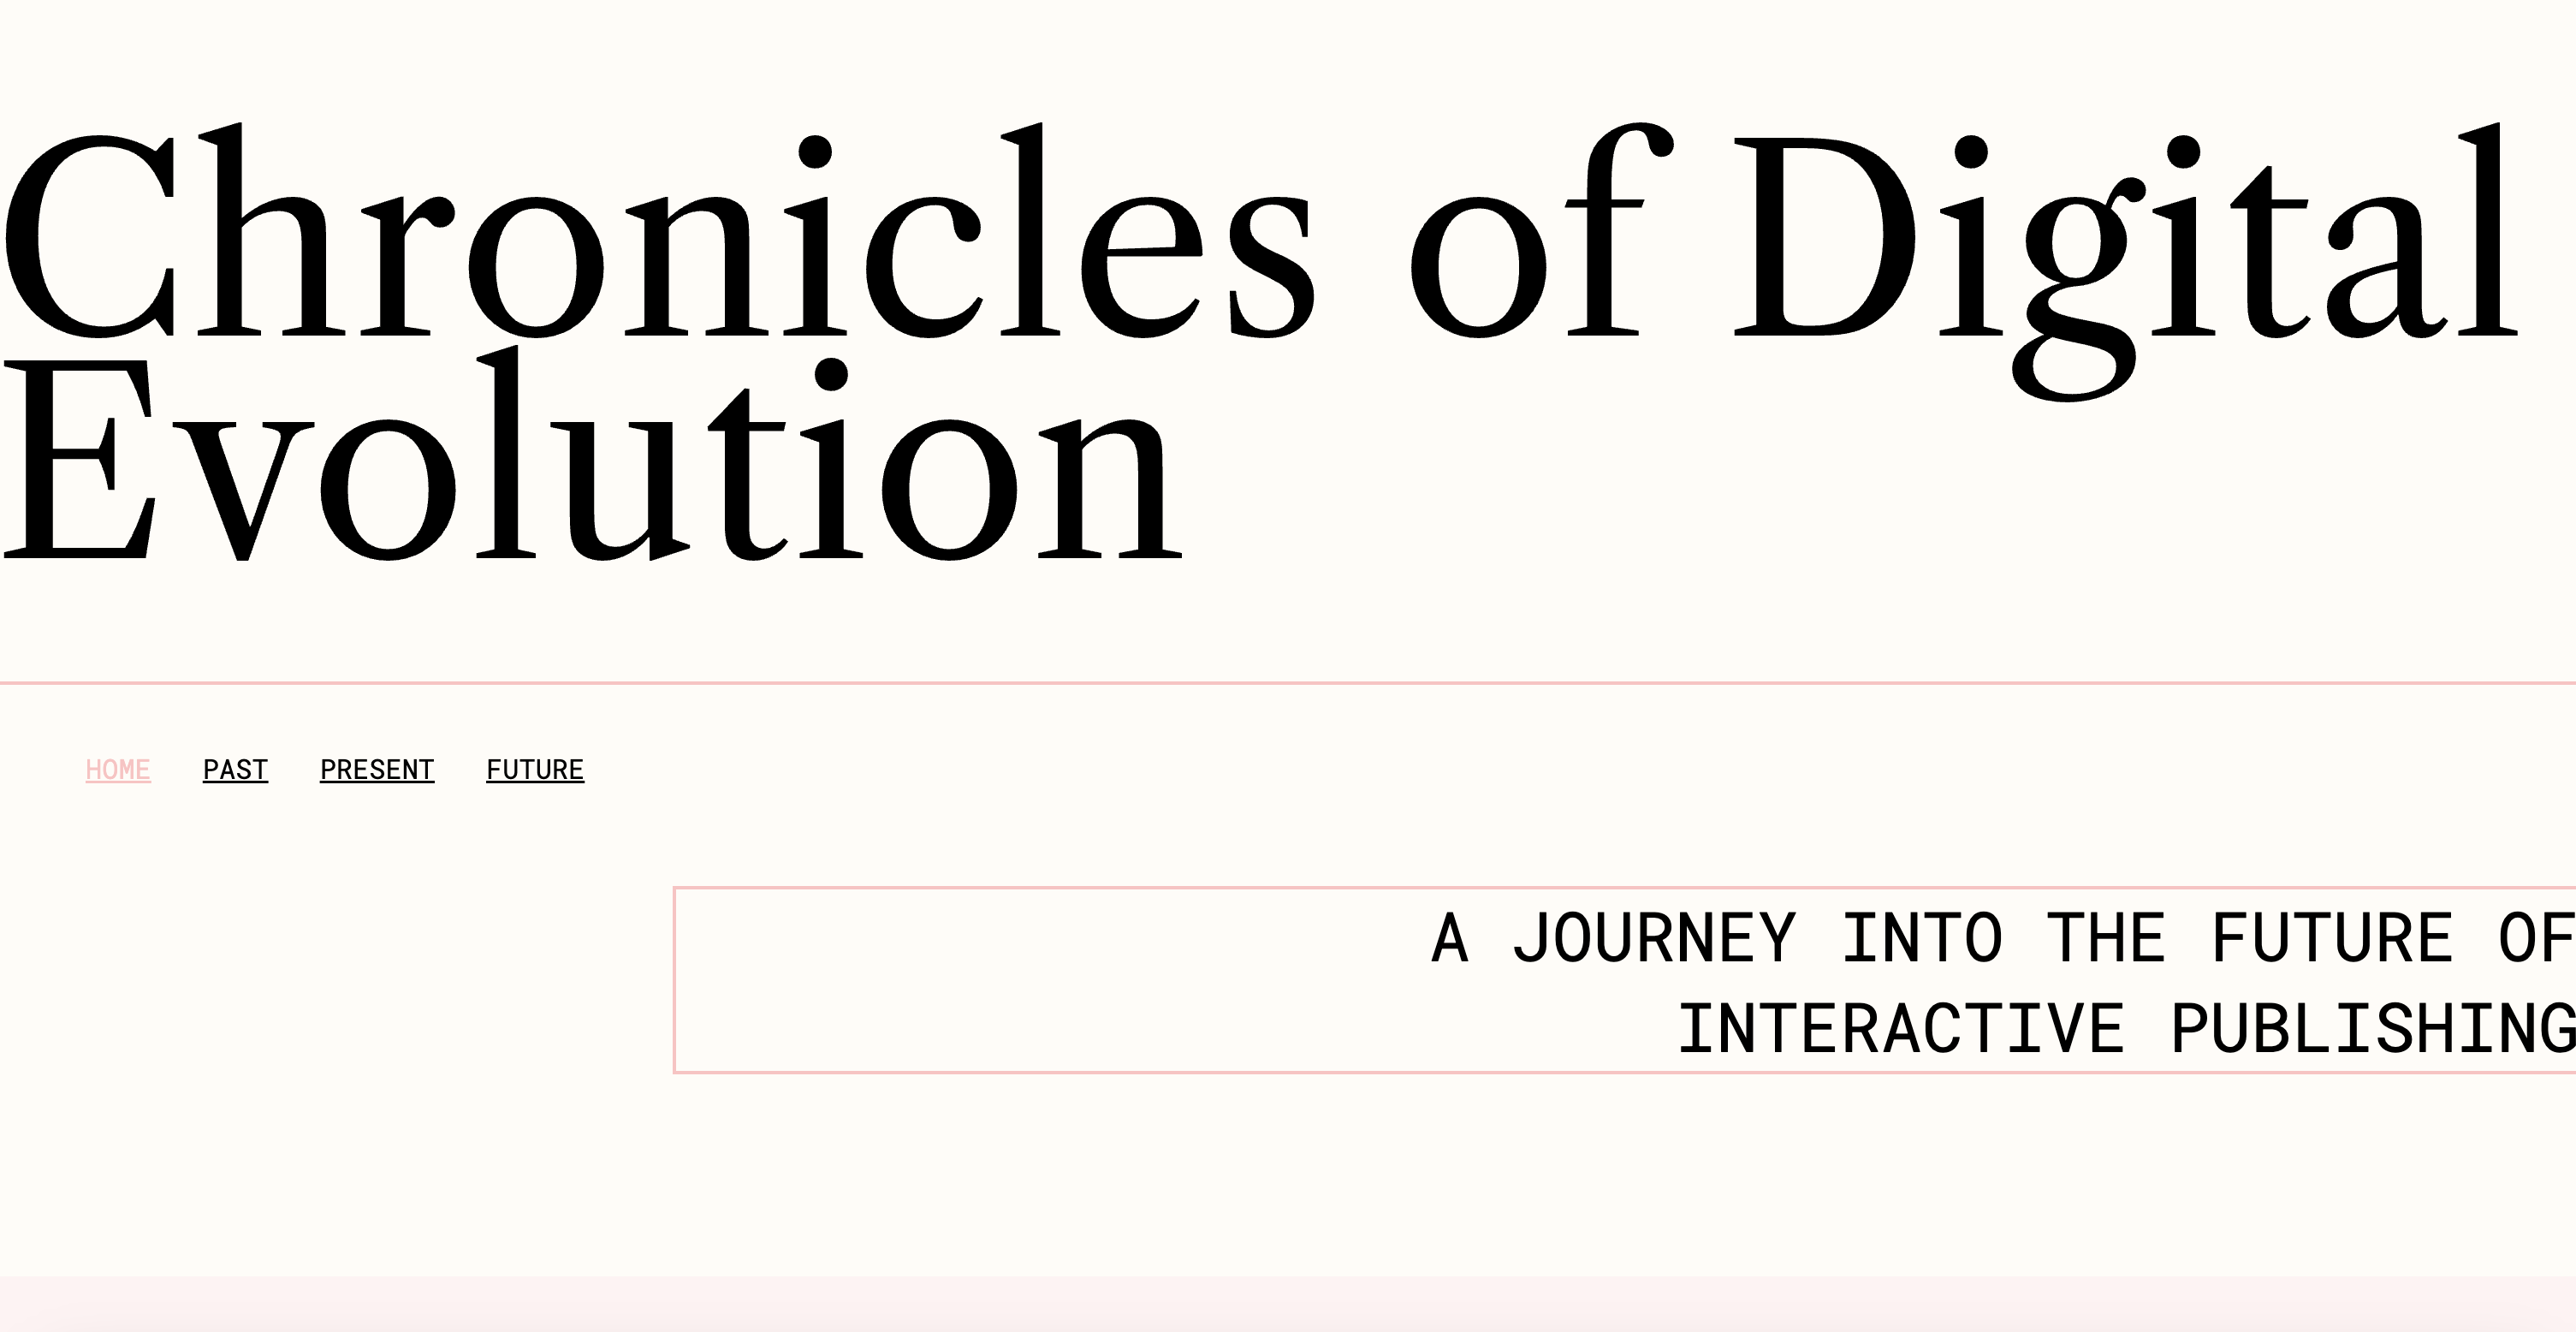 Chronicles of Digital
Evolution
HOME PAST PRESENT FUTURE
A JOURNEY INTO THE FUTURE OF
INTERACTIVE PUBLISHING